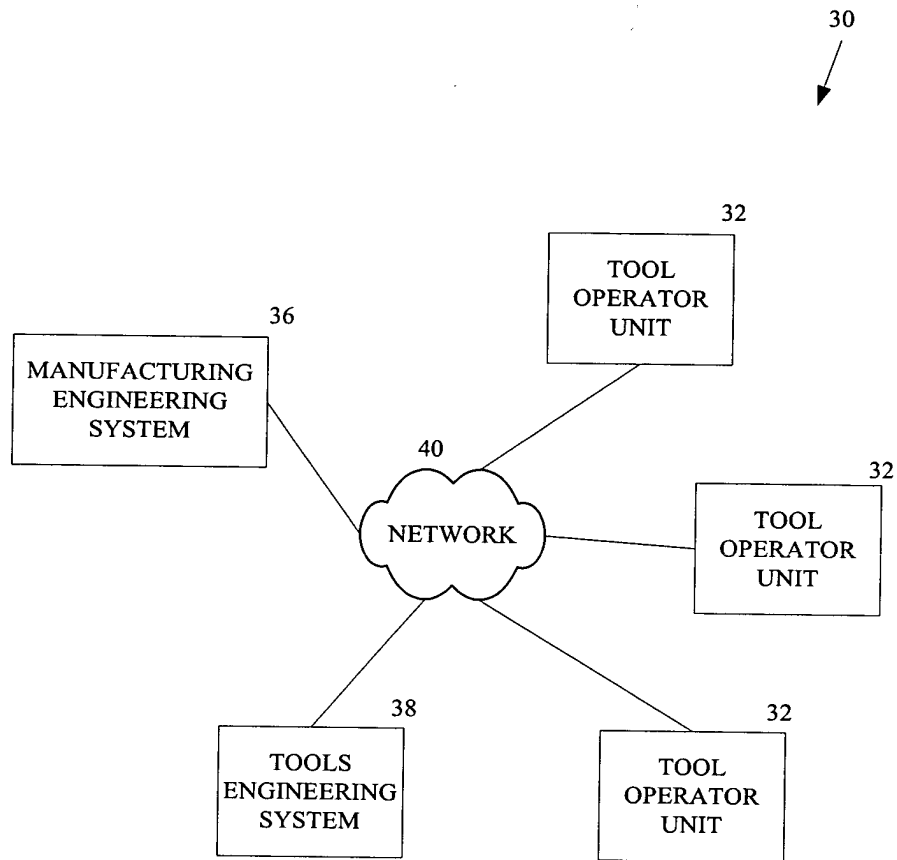 30
32
TOOL
OPERATOR
UNIT
36
MANUFACTURING
ENGINEERING
SYSTEM
40
NETWORK
32
TOOL
OPERATOR
UNIT
38
TOOLS
ENGINEERING
SYSTEM
32
TOOL
OPERATOR
UNIT